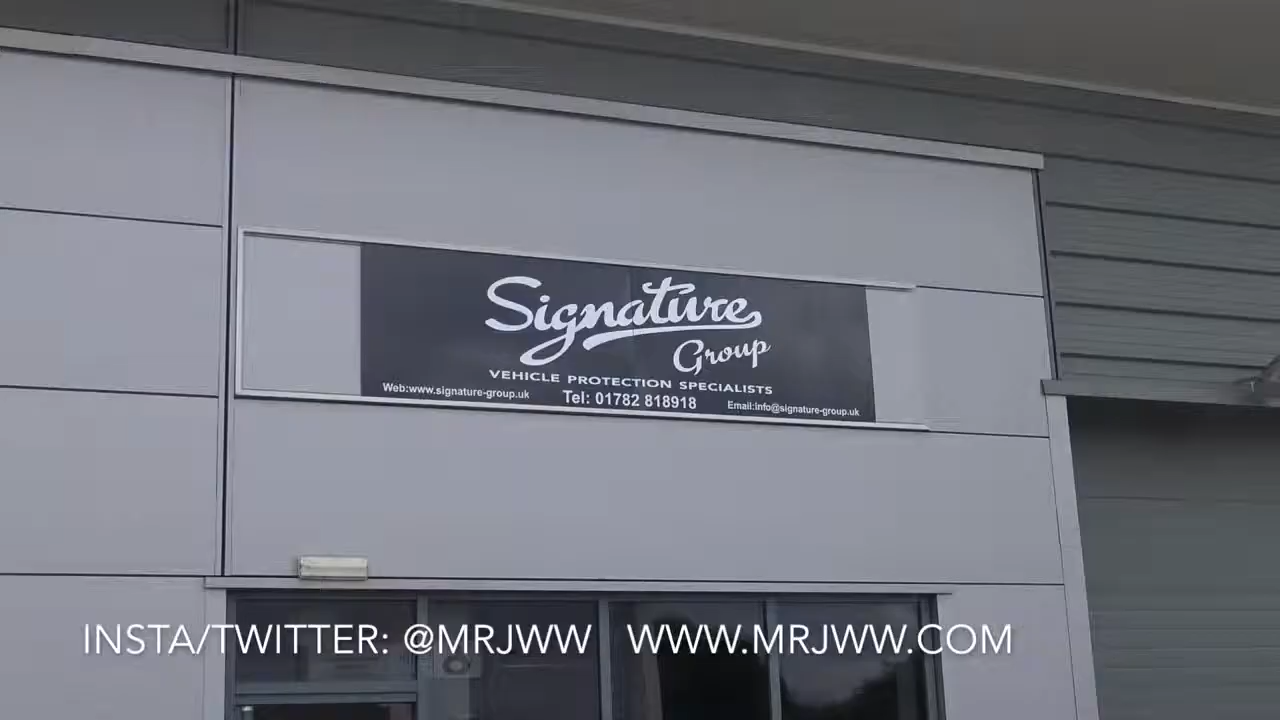 Signature
Group
VEHICLE PROTECTION SPECIALISTS
Web:www.signature-group.uk Tel: 01782 818918 Email:info@signature-group.uk
INSTA/TWITTER: @MRJWW WWW.MRJWW.COM